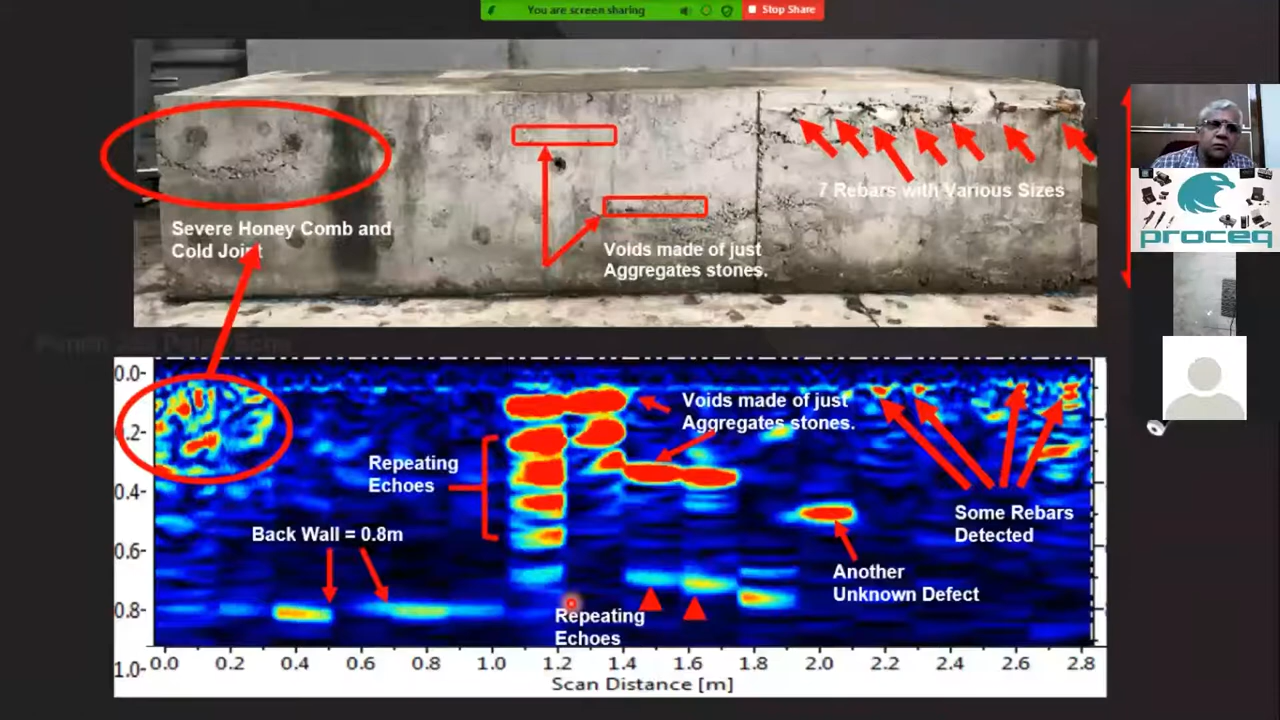 You are screen sharing
Stop Share
Severe Honey Comb and
Cold Joint
Voids made of just
Aggregates stones.
7 Rebars with Various Sizes
proceq
0.0-
.2-
0.4-
0.6-
0.8-
1.0-
Voids made of just
Aggregates stones.
Repeating
Echoes
Back Wall = 0.8m
Some Rebars
Detected
Another
Unknown Defect
Repeating
Echoes
0.0 0.2 0.4 0.6 0.8 1.0 1.2 1.4 1.6 1.8 2.0 2.2 2.4 2.6 2.8
Scan Distance [m]